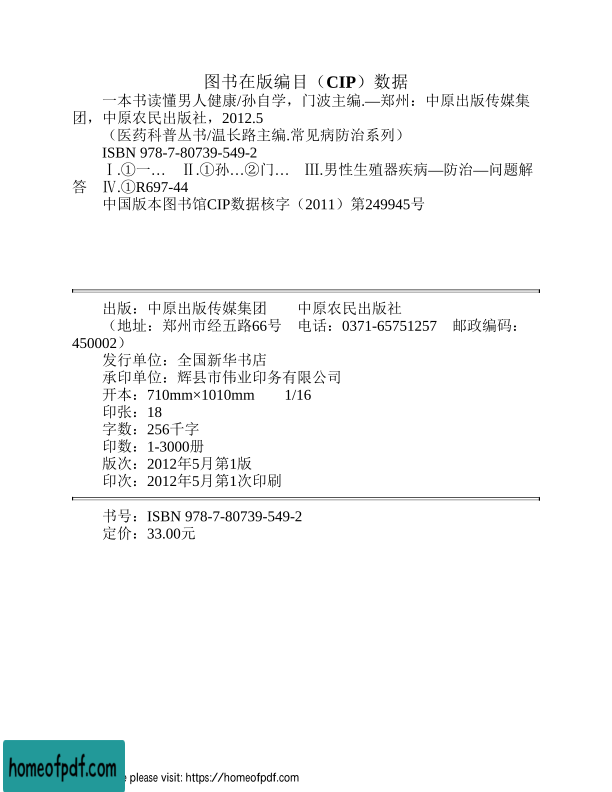 图书在版编目（CIP）数据
一本书读懂男人健康/孙自学，门波主编.—郑州：中原出版传媒集
团，中原农民出版社，2012.5
（医药科普丛书/温长路主编.常见病防治系列）
ISBN 978-7-80739-549-2
Ⅰ.①一…　Ⅱ.①孙…②门…　Ⅲ.男性生殖器疾病—防治—问题解
答　Ⅳ.①R697-44
中国版本图书馆CIP数据核字（2011）第249945号
出版：中原出版传媒集团　　中原农民出版社
（地址：郑州市经五路66号　电话：0371-65751257　邮政编码：
450002）
发行单位：全国新华书店
承印单位：辉县市伟业印务有限公司
开本：710mm×1010mm　　1/16
印张：18
字数：256千字
印数：1-3000册
版次：2012年5月第1版
印次：2012年5月第1次印刷
书号：ISBN 978-7-80739-549-2
定价：33.00元
homeofpdf.com
please visit: https://homeofpdf.com